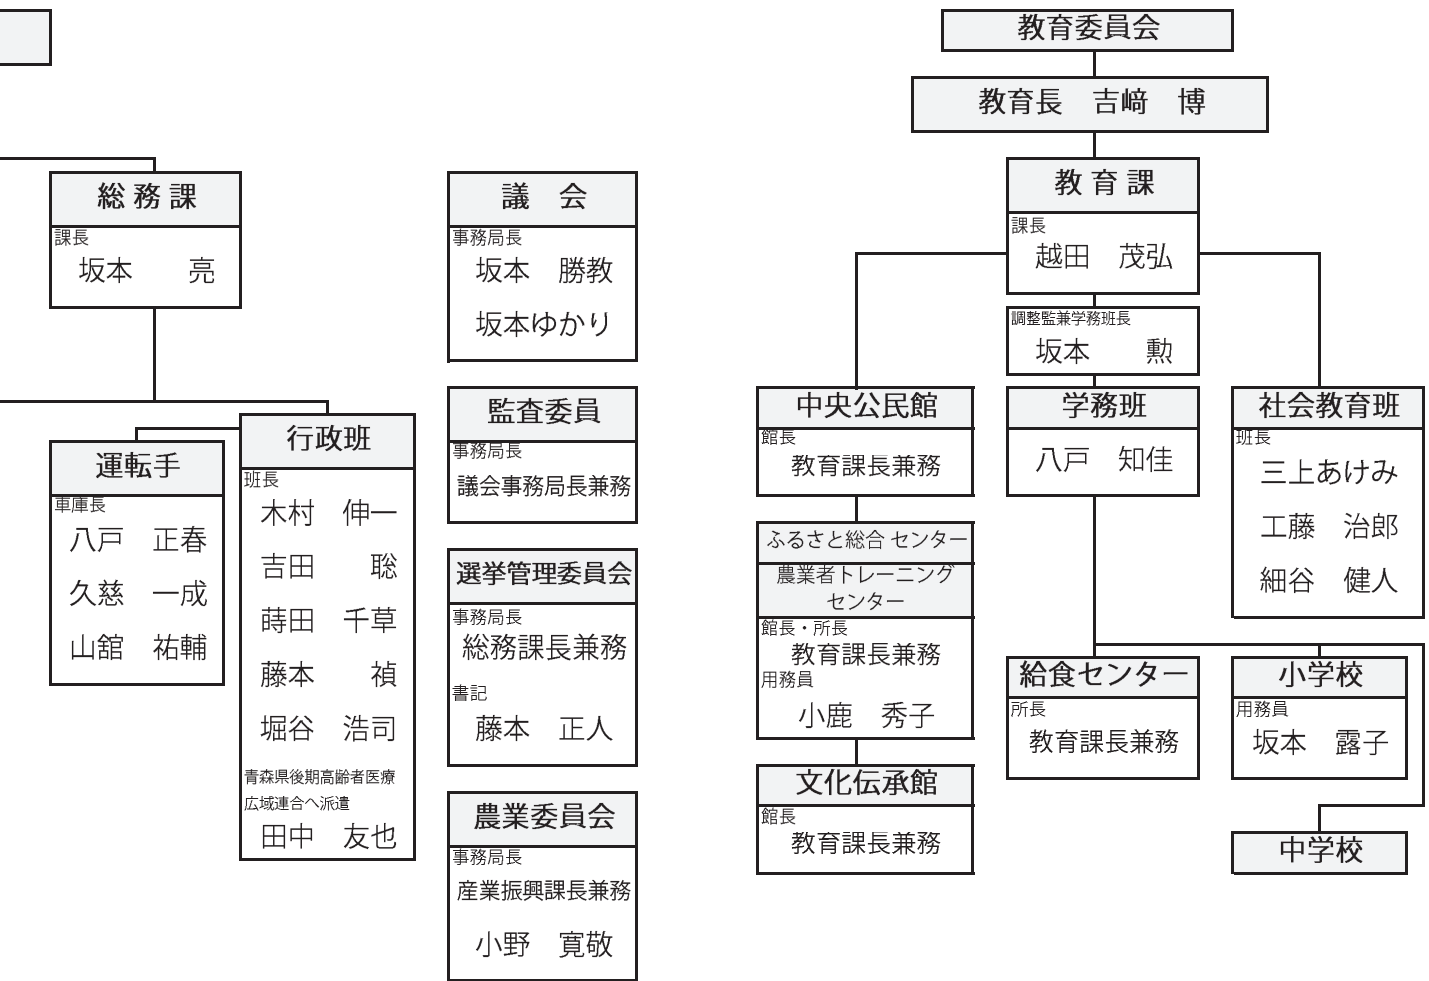 総務課
課長
坂本　　亮
運転手
車庫長
八戸　正春
久慈　一成
山舘　祐輔
行政班
班長
木村　伸一
吉田　　聡
蒔田　千草
藤本　　禎
堀谷　浩司
青森県後期高齢者医療
広域連合へ派遣
田中　友也
議　会
事務局長
坂本　勝教
坂本ゆかり
監査委員
事務局長
議会事務局長兼務
選挙管理委員会
事務局長
総務課長兼務
書記
藤本　正人
農業委員会
事務局長
産業振興課長兼務
小野　寛敬
教育委員会
教育長　吉﨑　博
教育課
課長
越田　茂弘
調整監兼学務班長
坂本　　勲
中央公民館
館長
教育課長兼務
ふるさと総合センター
農業者トレーニング
センター
館長・所長
教育課長兼務
用務員
小鹿　秀子
文化伝承館
館長
教育課長兼務
学務班
八戸　知佳
社会教育班
班長
三上あけみ
工藤　治郎
細谷　健人
給食センター
所長
教育課長兼務
小学校
用務員
坂本　露子
中学校